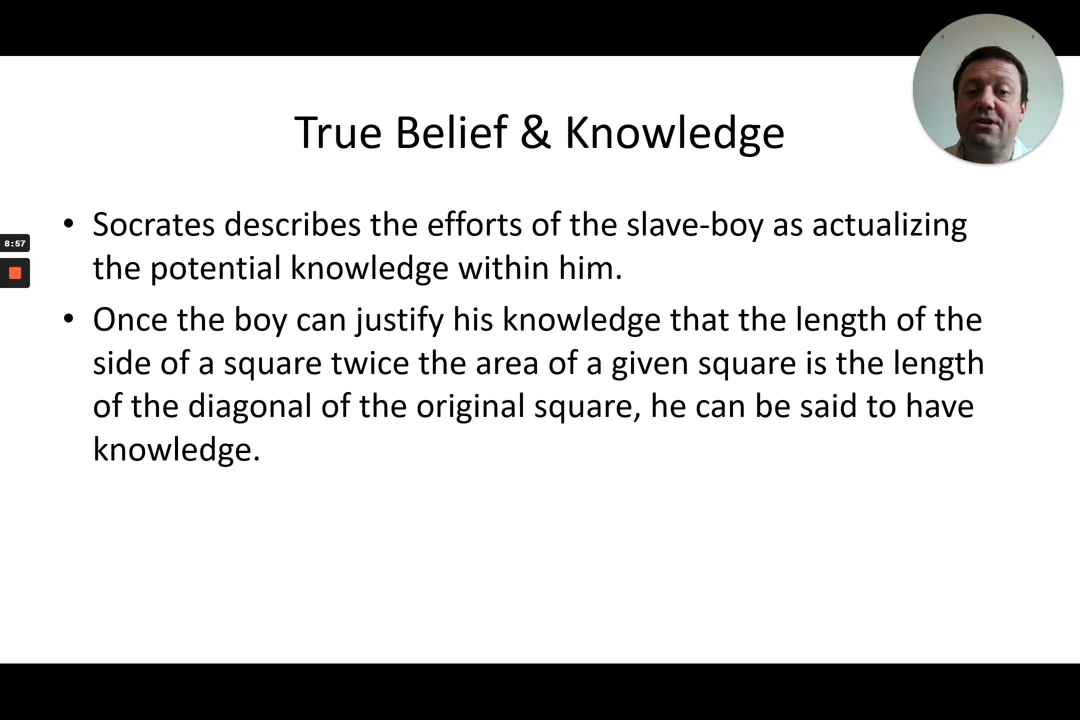 True Belief & Knowledge
• Socrates describes the efforts of the slave-boy as actualizing
the potential knowledge within him.
8:57
• Once the boy can justify his knowledge that the length of the
side of a square twice the area of a given square is the length
of the diagonal of the original square, he can be said to have
knowledge.